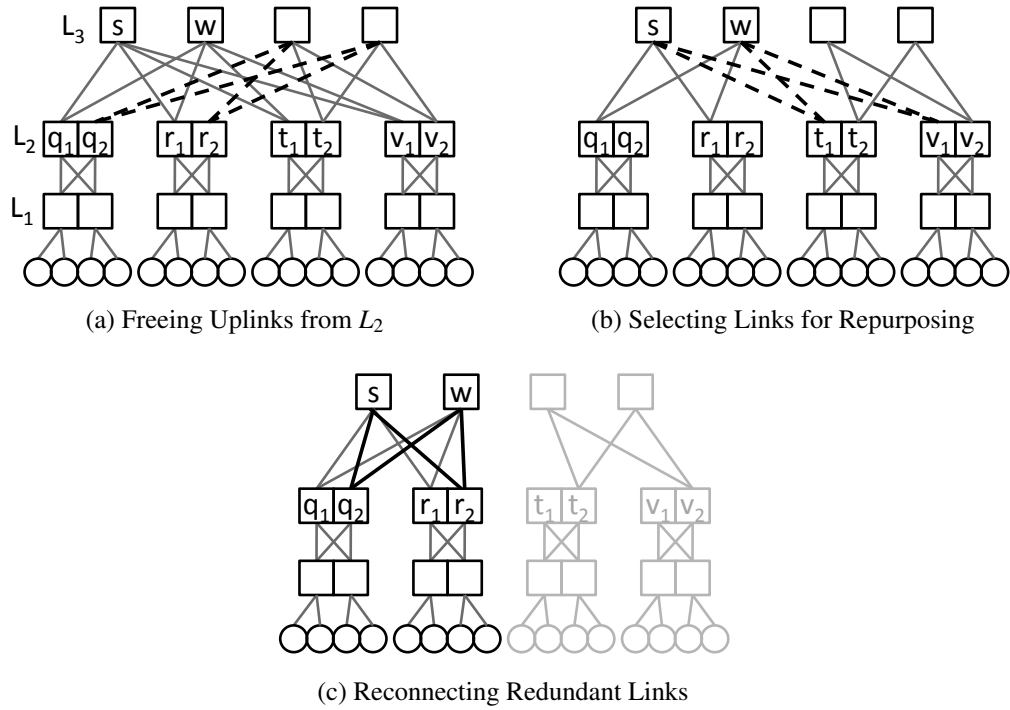 L₃ s w s w
L₂ q₁ q₂ r₁ r₂ t₁ t₂ v₁ v₂ q₁ q₂ r₁ r₂ t₁ t₂ v₁ v₂
L₁
(a) Freeing Uplinks from L₂ (b) Selecting Links for Repurposing
s w
q₁ q₂ r₁ r₂ t₁ t₂ v₁ v₂
(c) Reconnecting Redundant Links